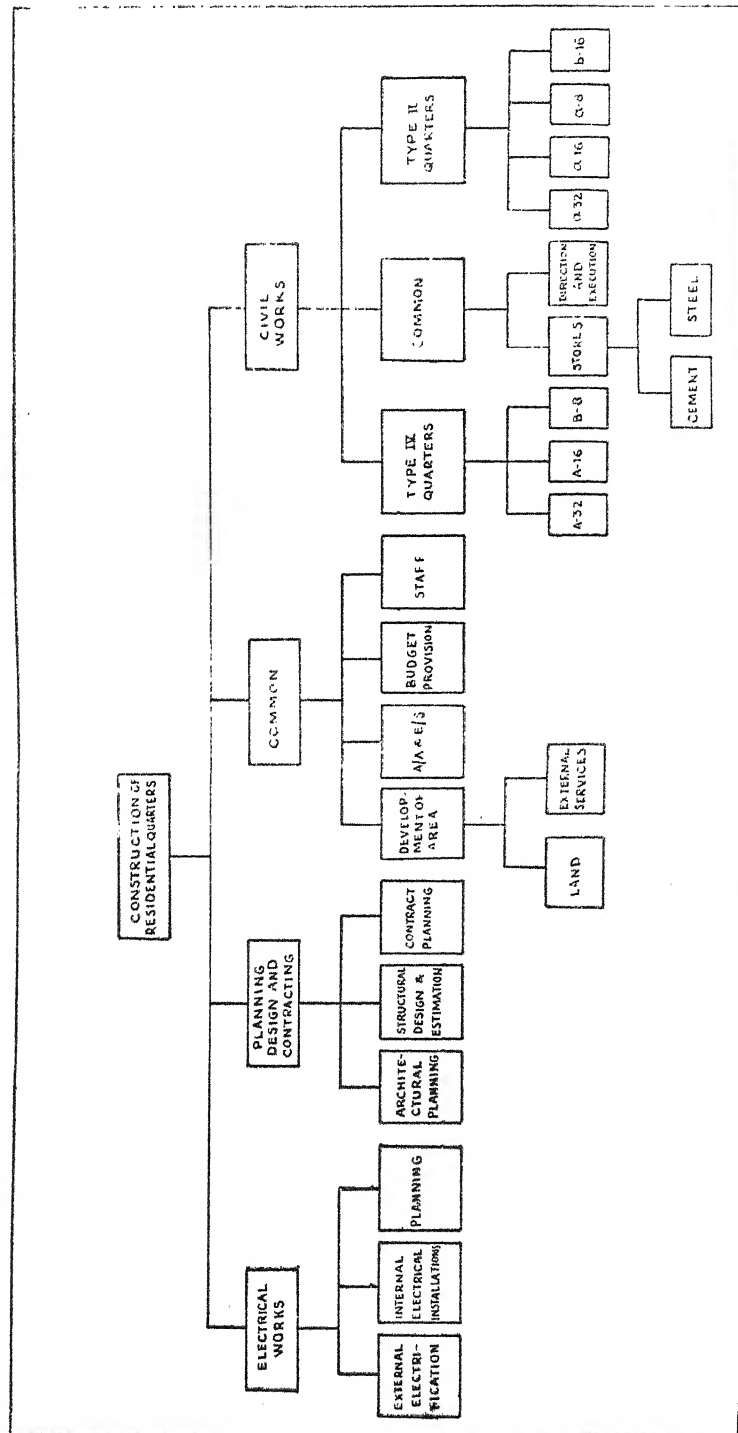 CONSTRUCTION OF
RESIDENTIAL QUARTERS
ELECTRICAL
WORKS
PLANNING
DESIGN AND
CONTRACTING
COMMON
CIVIL
WORKS
EXTERNAL
ELECTRI-
FICATION
INTERNAL
ELECTRICAL
INSTALLATIONS
PLANNING
ARCHITE-
CTURAL
PLANNING
STRUCTURAL
DESIGN &
ESTIMATION
CONTRACT
PLANNING
DEVELOP-
MENT OF
AREA
A/A & E/S
BUDGET
PROVISION
STAFF
TYPE IV
QUARTERS
COMMON
TYPE II
QUARTERS
LAND
EXTERNAL
SERVICES
A-32
A-16
B-8
STORES
DIRECTION
AND
EXECUTION
a-32
a-16
a-8
b-16
CEMENT
STEEL